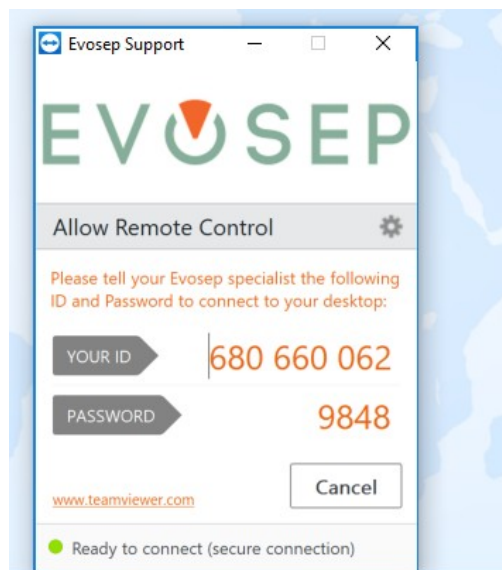 Evosep Support
EVOSEP
Allow Remote Control
Please tell your Evosep specialist the following
ID and Password to connect to your desktop:
YOUR ID 680 660 062
PASSWORD 9848
Cancel
www.teamviewer.com
Ready to connect (secure connection)